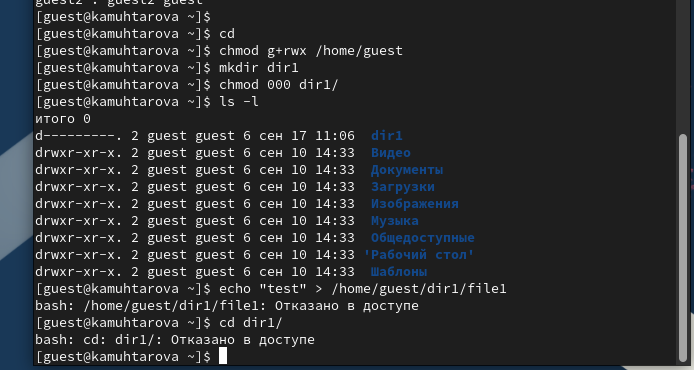 guest2 : guest2 guest
[guest@kamuhtarova ~]$
[guest@kamuhtarova ~]$ cd
[guest@kamuhtarova ~]$ chmod g+rwx /home/guest
[guest@kamuhtarova ~]$ mkdir dir1
[guest@kamuhtarova ~]$ chmod 000 dir1/
[guest@kamuhtarova ~]$ ls -l
итого 0
d---------. 2 guest guest 6 сен 17 11:06  dir1
drwxr-xr-x. 2 guest guest 6 сен 10 14:33  Видео
drwxr-xr-x. 2 guest guest 6 сен 10 14:33  Документы
drwxr-xr-x. 2 guest guest 6 сен 10 14:33  Загрузки
drwxr-xr-x. 2 guest guest 6 сен 10 14:33  Изображения
drwxr-xr-x. 2 guest guest 6 сен 10 14:33  Музыка
drwxr-xr-x. 2 guest guest 6 сен 10 14:33  Общедоступные
drwxr-xr-x. 2 guest guest 6 сен 10 14:33 'Рабочий стол'
drwxr-xr-x. 2 guest guest 6 сен 10 14:33  Шаблоны
[guest@kamuhtarova ~]$ echo "test" > /home/guest/dir1/file1
bash: /home/guest/dir1/file1: Отказано в доступе
[guest@kamuhtarova ~]$ cd dir1/
bash: cd: dir1/: Отказано в доступе
[guest@kamuhtarova ~]$